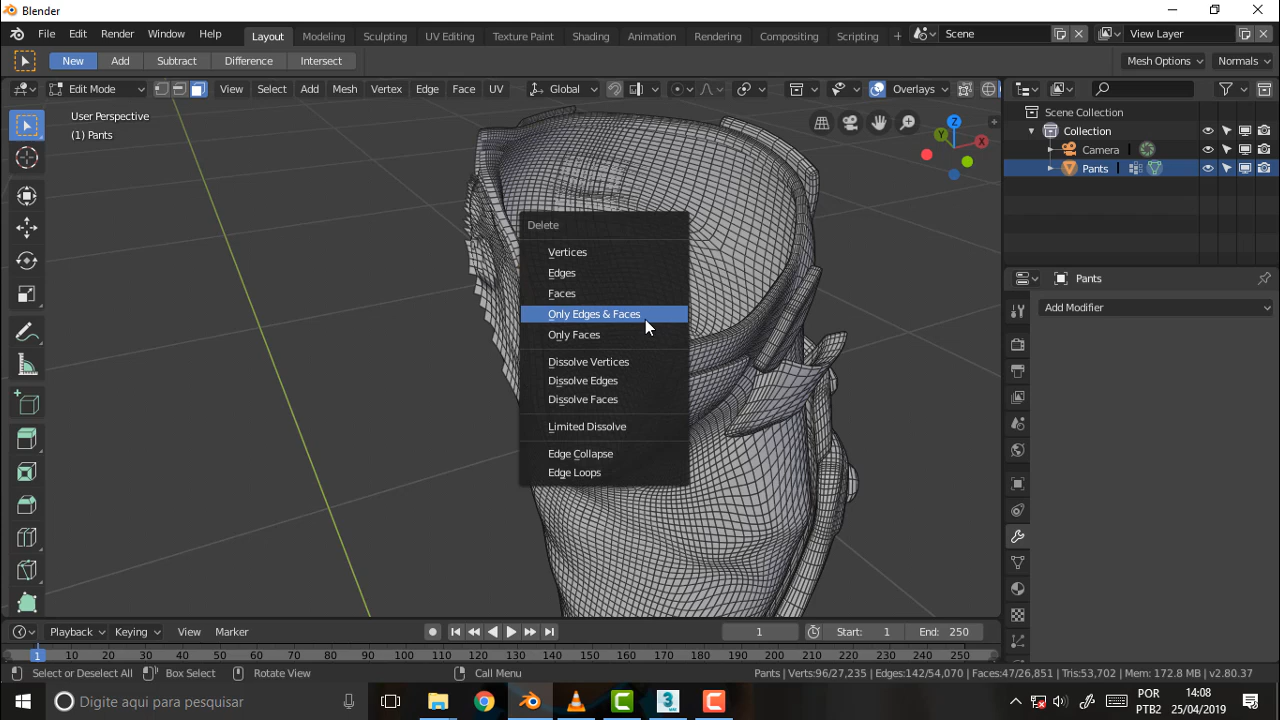 Blender
File Edit Render Window Help Layout Modeling Sculpting UV Editing Texture Paint Shading Animation Rendering Compositing Scripting Scene View Layer
New Add Subtract Difference Intersect Mesh Options Normals
Edit Mode View Select Add Mesh Vertex Edge Face UV Global Overlays
User Perspective
(1) Pants
Z
Y
X
Scene Collection
Collection
Camera
Pants
Delete
Vertices
Edges
Faces
Only Edges & Faces
Only Faces
Dissolve Vertices
Dissolve Edges
Dissolve Faces
Limited Dissolve
Edge Collapse
Edge Loops
Pants
Add Modifier
Playback Keying View Marker 1 Start: 1 End: 250
1 10 20 30 40 50 60 70 80 90 100 110 120 130 140 150 160 170 180 190 200 210 220 230 240 250
Select or Deselect All Box Select Rotate View Call Menu Pants | Verts:96/27,235 | Edges:142/54,070 | Faces:47/26,851 | Tris:53,702 | Mem: 172.8 MB | v2.80.37
Digite aqui para pesquisar
POR
PTB2
14:08
25/04/2019